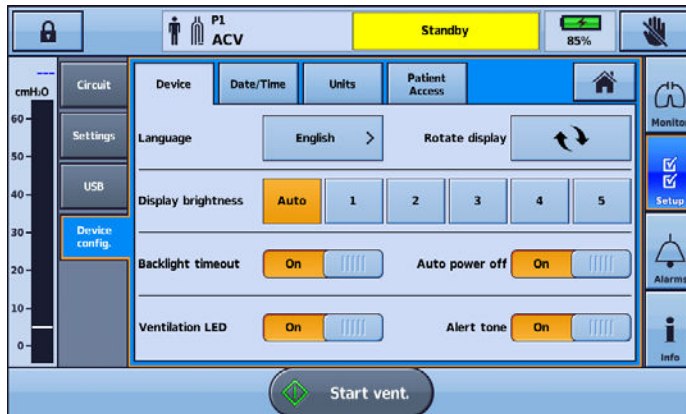 P1
ACV
Standby
85%
---
cmH2O
60
50
40
30
20
10
0
Circuit
Settings
USB
Device
config.
Device
Date/Time
Units
Patient
Access
Language
English >
Rotate display
Display brightness
Auto
1
2
3
4
5
Backlight timeout
On
Auto power off
On
Ventilation LED
On
Alert tone
On
Monitor
Setup
Alarms
Info
Start vent.